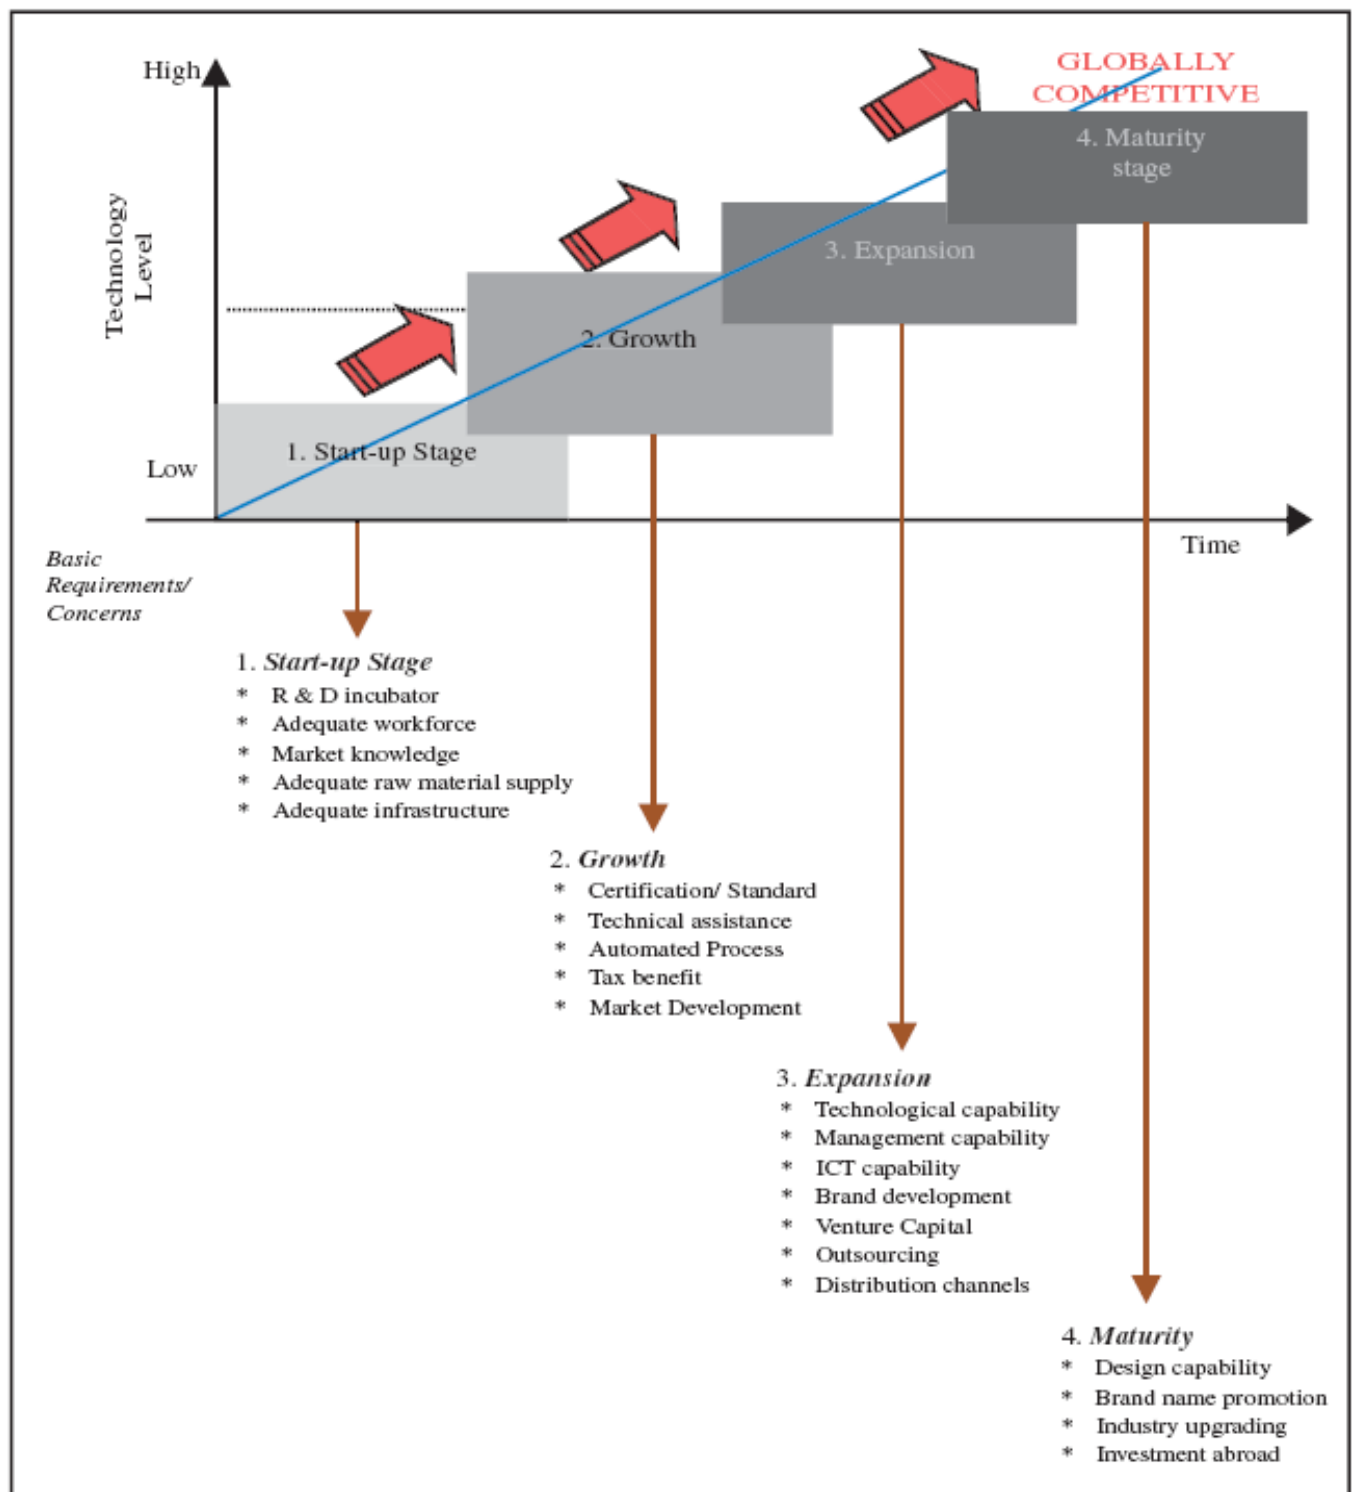 High
GLOBALLY
COMPETITIVE
4. Maturity
stage
Technology
Level
3. Expansion
2. Growth
1. Start-up Stage
Low
Time
Basic
Requirements/
Concerns
1. Start-up Stage
* R & D incubator
* Adequate workforce
* Market knowledge
* Adequate raw material supply
* Adequate infrastructure
2. Growth
* Certification/ Standard
* Technical assistance
* Automated Process
* Tax benefit
* Market Development
3. Expansion
* Technological capability
* Management capability
* ICT capability
* Brand development
* Venture Capital
* Outsourcing
* Distribution channels
4. Maturity
* Design capability
* Brand name promotion
* Industry upgrading
* Investment abroad